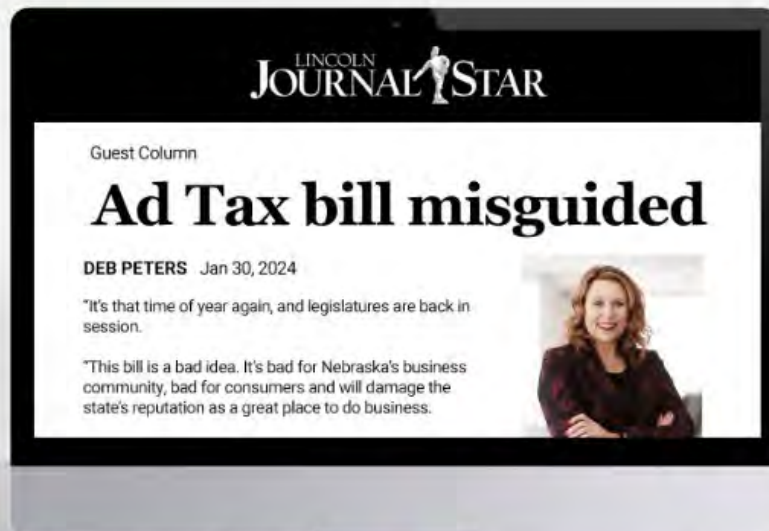 LINCOLN
JOURNAL STAR
Guest Column
Ad Tax bill misguided
DEB PETERS Jan 30, 2024
"It's that time of year again, and legislatures are back in
session.
"This bill is a bad idea. It's bad for Nebraska's business
community, bad for consumers and will damage the
state's reputation as a great place to do business.